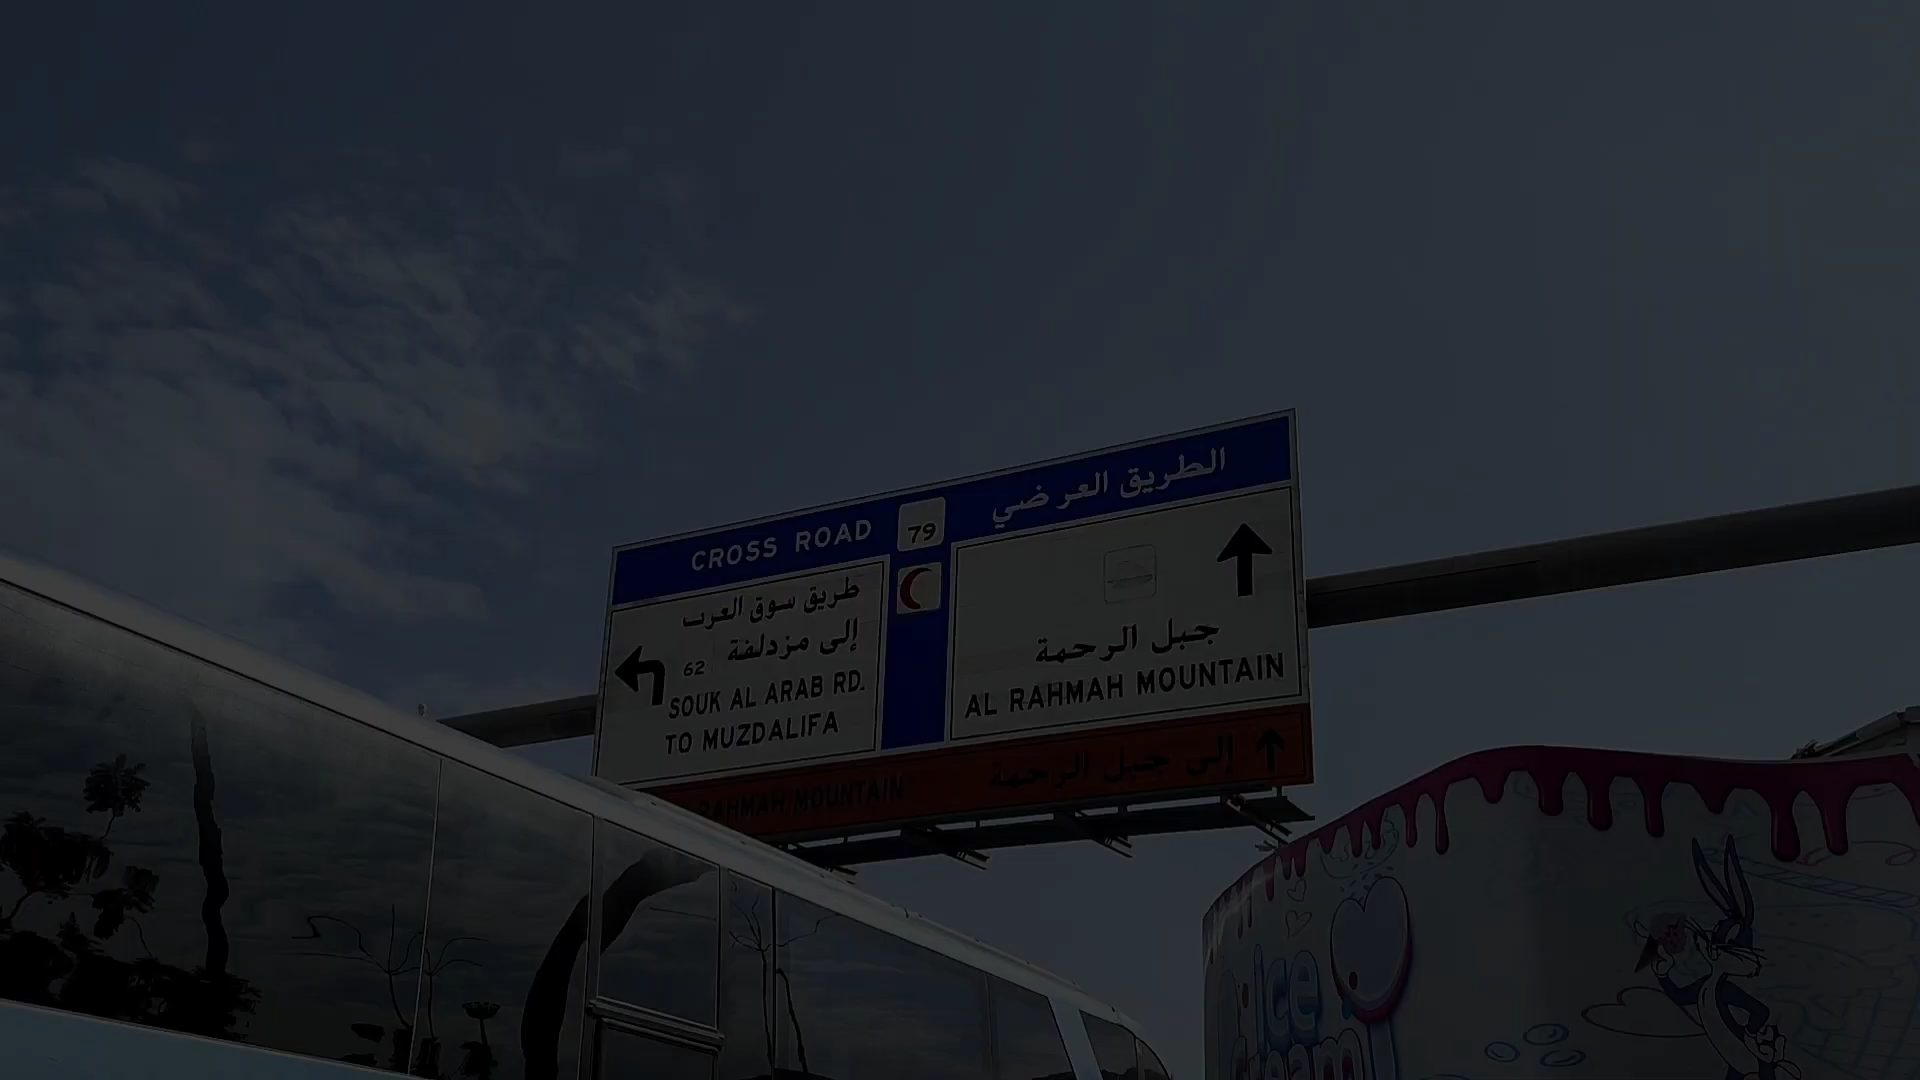 CROSS ROAD 79 الطريق العرضي
طريق سوق العرب
إلى مزدلفة
62
SOUK AL ARAB RD.
TO MUZDALIFA
جبل الرحمة
AL RAHMAH MOUNTAIN
RAHMAH MOUNTAIN إلى جبل الرحمة
ice
cream